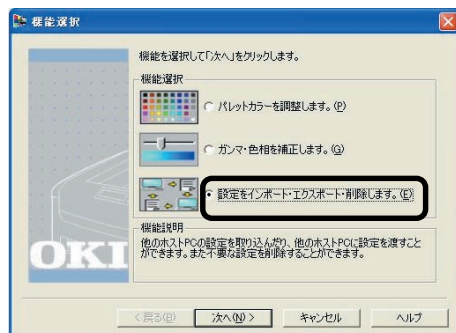 機能選択
機能を選択して「次へ」をクリックします。
機能選択
パレットカラーを調整します。(P)
ガンマ・色相を補正します。(G)
設定をインポート・エクスポート・削除します。(E)
機能説明
他のホストPCの設定を取り込んだり、他のホストPCに設定を渡すこと
ができます。また不要な設定を削除することができます。
OKI
< 戻る(B)
次へ(N) >
キャンセル
ヘルプ